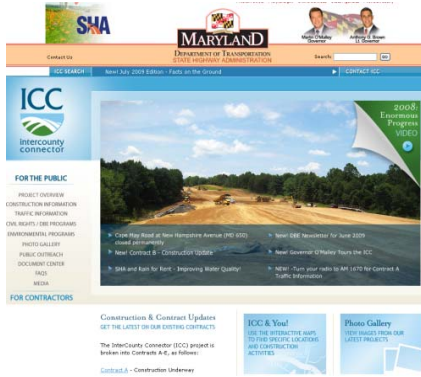 SHA
MARYLAND
DEPARTMENT OF TRANSPORTATION
STATE HIGHWAY ADMINISTRATION
Martin O'Malley
Governor
Anthony G. Brown
Lt. Governor
Contact Us
Search
GO
ICC SEARCH
New! July 2009 Edition - Facts on the Ground
CONTACT ICC
ICC
intercounty
connector
2008:
Enormous
Progress
VIDEO
FOR THE PUBLIC
PROJECT OVERVIEW
CONSTRUCTION INFORMATION
TRAFFIC INFORMATION
CIVIL RIGHTS / DBE PROGRAMS
ENVIRONMENTAL PROGRAMS
PHOTO GALLERY
PUBLIC OUTREACH
DOCUMENT CENTER
FAQS
MEDIA
FOR CONTRACTORS
Cape May Road at New Hampshire Avenue (MD 650)
closed permanently
New! Contract B - Construction Update
SHA and Rain for Rent - Improving Water Quality!
New! DBE Newsletter for June 2009
New! Governor O'Malley Tours the ICC
NEW! -Turn your radio to AM 1670 for Contract A
Traffic Information
Construction & Contract Updates
GET THE LATEST ON OUR EXISTING CONTRACTS
The InterCounty Connector (ICC) project is
broken into Contracts A-E, as follows:
Contract A - Construction Underway
ICC & You!
USE THE INTERACTIVE MAPS
TO FIND SPECIFIC LOCATIONS
AND CONSTRUCTION
ACTIVITIES
Photo Gallery
VIEW IMAGES FROM OUR
LATEST PROJECTS